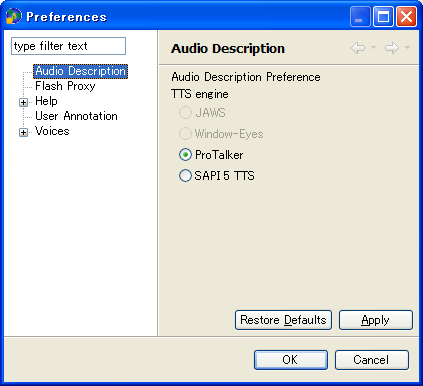 Preferences
type filter text
Audio Description
Flash Proxy
Help
User Annotation
Voices
Audio Description
Audio Description Preference
TTS engine
JAWS
Window-Eyes
ProTalker
SAPI 5 TTS
Restore Defaults
Apply
OK
Cancel